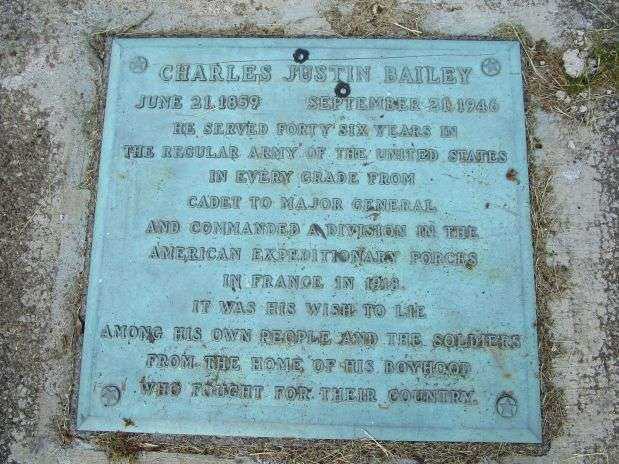 CHARLES JUSTIN BAILEY
JUNE 21, 1859 SEPTEMBER 21, 1946
HE SERVED FORTY SIX YEARS IN
THE REGULAR ARMY OF THE UNITED STATES
IN EVERY GRADE FROM
CADET TO MAJOR GENERAL
AND COMMANDED A DIVISION IN THE
AMERICAN EXPEDITIONARY FORCES
IN FRANCE IN 1918.
IT WAS HIS WISH TO LIE
AMONG HIS OWN PEOPLE AND THE SOLDIERS
FROM THE HOME OF HIS BOYHOOD
WHO FOUGHT FOR THEIR COUNTRY.